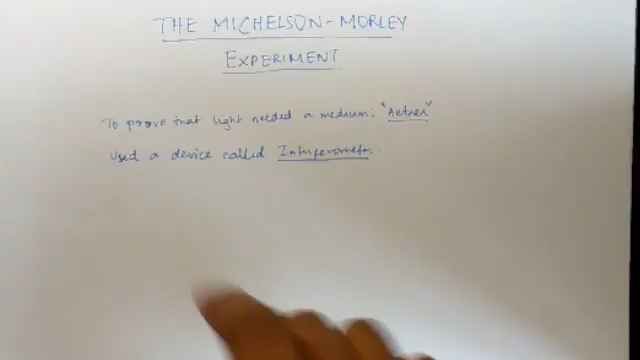 THE MICHELSON-MORLEY
EXPERIMENT
To prove that light needed a medium: "Aether"
Used a device called Interferometer.